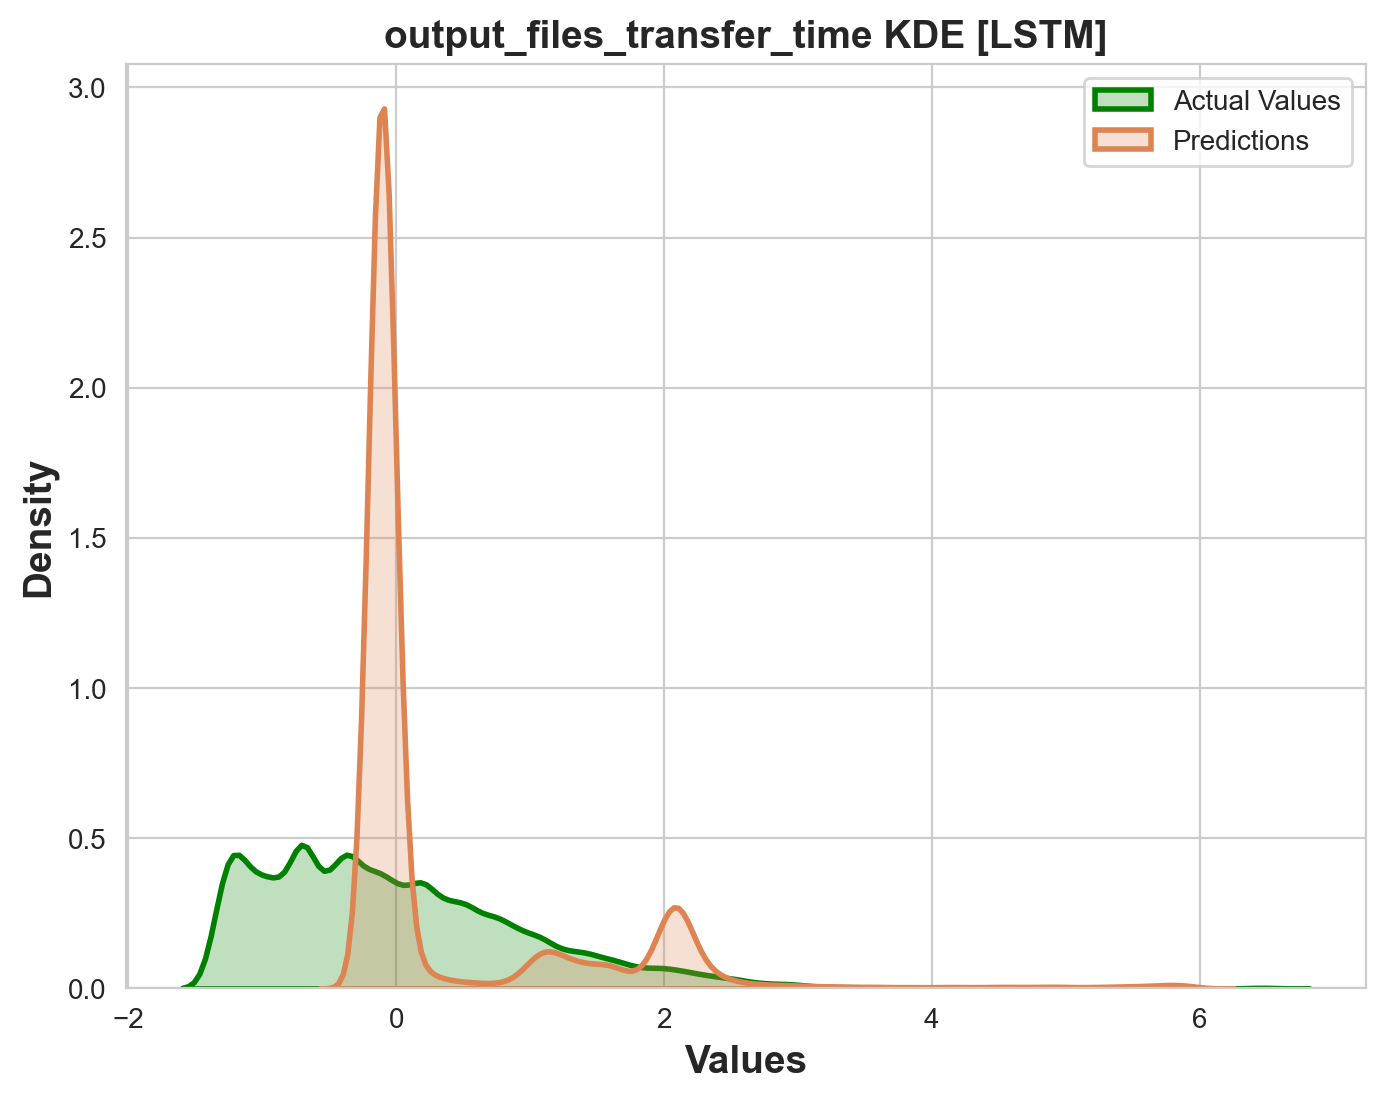 output_files_transfer_time KDE [LSTM]
Actual Values
Predictions
3.0
2.5
2.0
1.5
1.0
0.5
0.0
Density
−2
0
2
4
6
Values